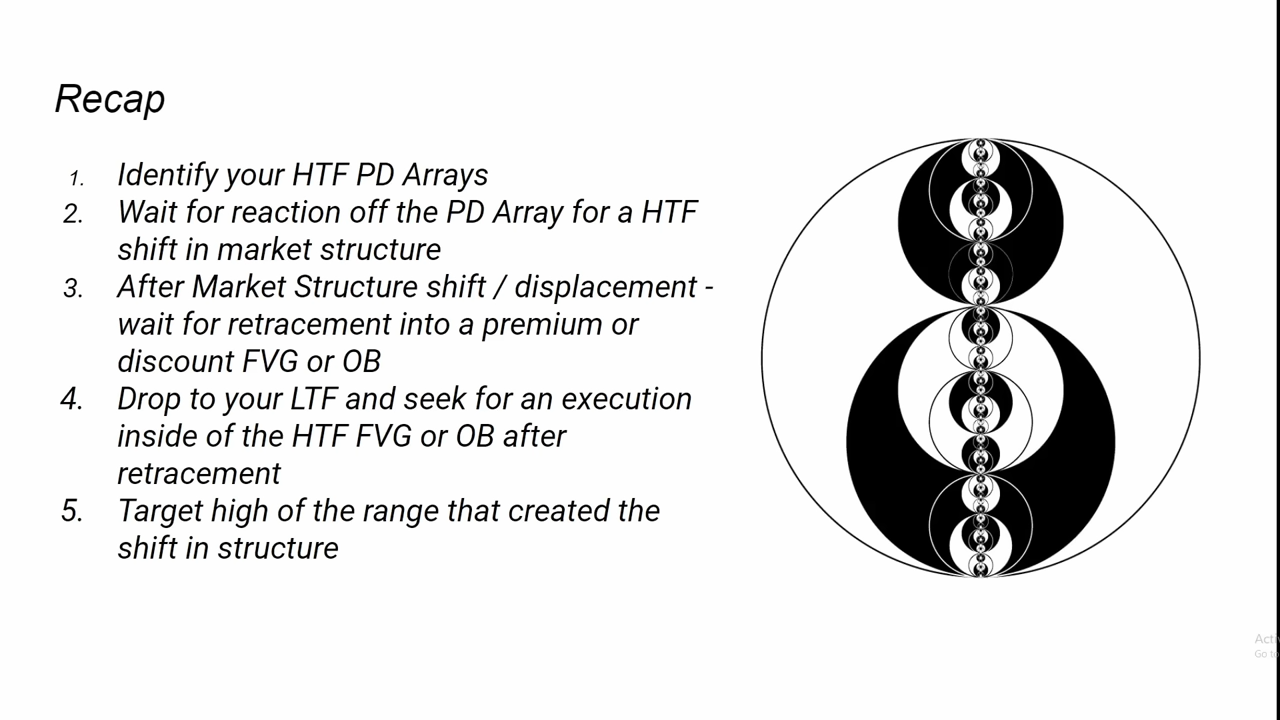 Recap
1. Identify your HTF PD Arrays
2. Wait for reaction off the PD Array for a HTF
shift in market structure
3. After Market Structure shift / displacement -
wait for retracement into a premium or
discount FVG or OB
4. Drop to your LTF and seek for an execution
inside of the HTF FVG or OB after
retracement
5. Target high of the range that created the
shift in structure